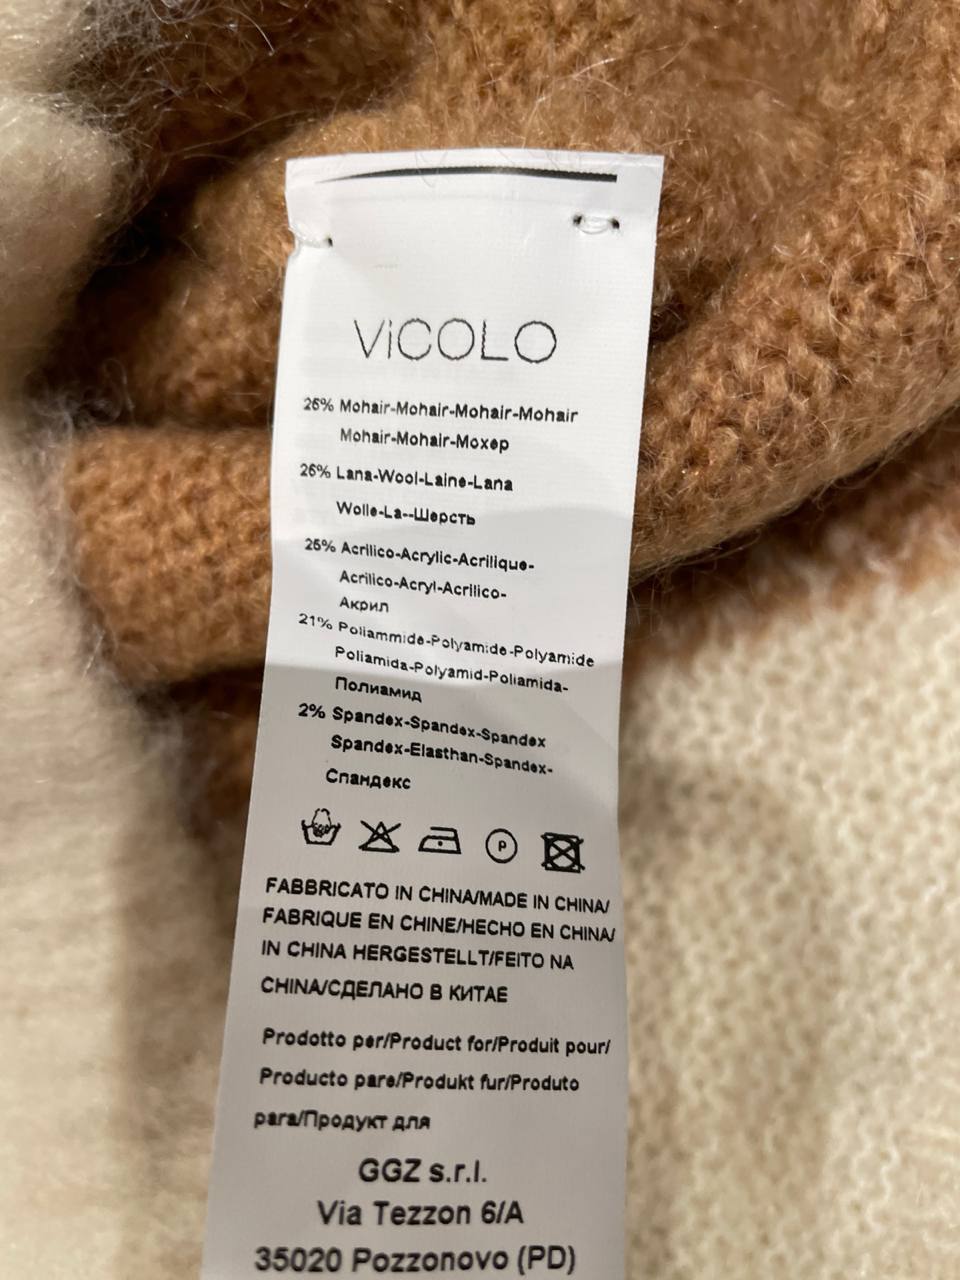 ViCOLO
26% Mohair-Mohair-Mohair-Mohair
Mohair-Mohair-Мохер
26% Lana-Wool-Laine-Lana
Wolle-La--Шерсть
25% Acrilico-Acrylic-Acrilique-
Acrilico-Acryl-Acrilico-
Акрил
21% Poliammide-Polyamide-Polyamide
Poliamida-Polyamid-Poliamida-
Полиамид
2% Spandex-Spandex-Spandex
Spandex-Elasthan-Spandex-
Спандекс
P
FABBRICATO IN CHINA/MADE IN CHINA/
FABRIQUE EN CHINE/HECHO EN CHINA/
IN CHINA HERGESTELLT/FEITO NA
CHINA/СДЕЛАНО В КИТАЕ
Prodotto per/Product for/Produit pour/
Producto pare/Produkt fur/Produto
para/Продукт для
GGZ s.r.l.
Via Tezzon 6/A
35020 Pozzonovo (PD)